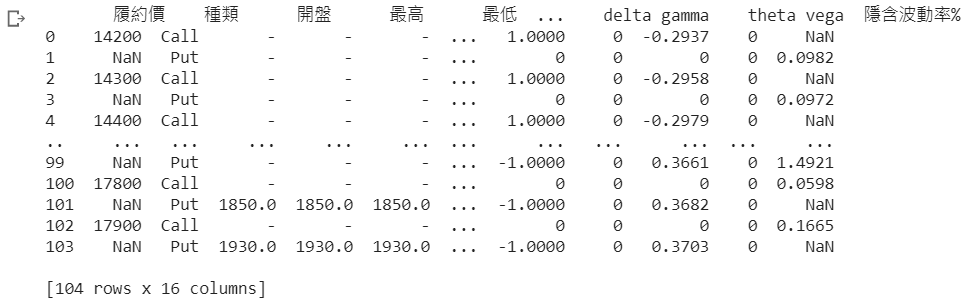 履約價 種類 開盤 最高 最低 ... delta gamma theta vega 隱含波動率%
0 14200 Call - - - ... 1.0000 0 -0.2937 0 NaN
1 NaN Put - - - ... 0 0 0 0 0.0982
2 14300 Call - - - ... 1.0000 0 -0.2958 0 NaN
3 NaN Put - - - ... 0 0 0 0 0.0972
4 14400 Call - - - ... 1.0000 0 -0.2979 0 NaN
.. ... ... ... ... ... ... ... ... ... ... ...
99 NaN Put - - - ... -1.0000 0 0.3661 0 1.4921
100 17800 Call - - - ... 0 0 0 0 0.0598
101 NaN Put 1850.0 1850.0 1850.0 ... -1.0000 0 0.3682 0 NaN
102 17900 Call - - - ... 0 0 0 0 0.1665
103 NaN Put 1930.0 1930.0 1930.0 ... -1.0000 0 0.3703 0 NaN
[104 rows x 16 columns]